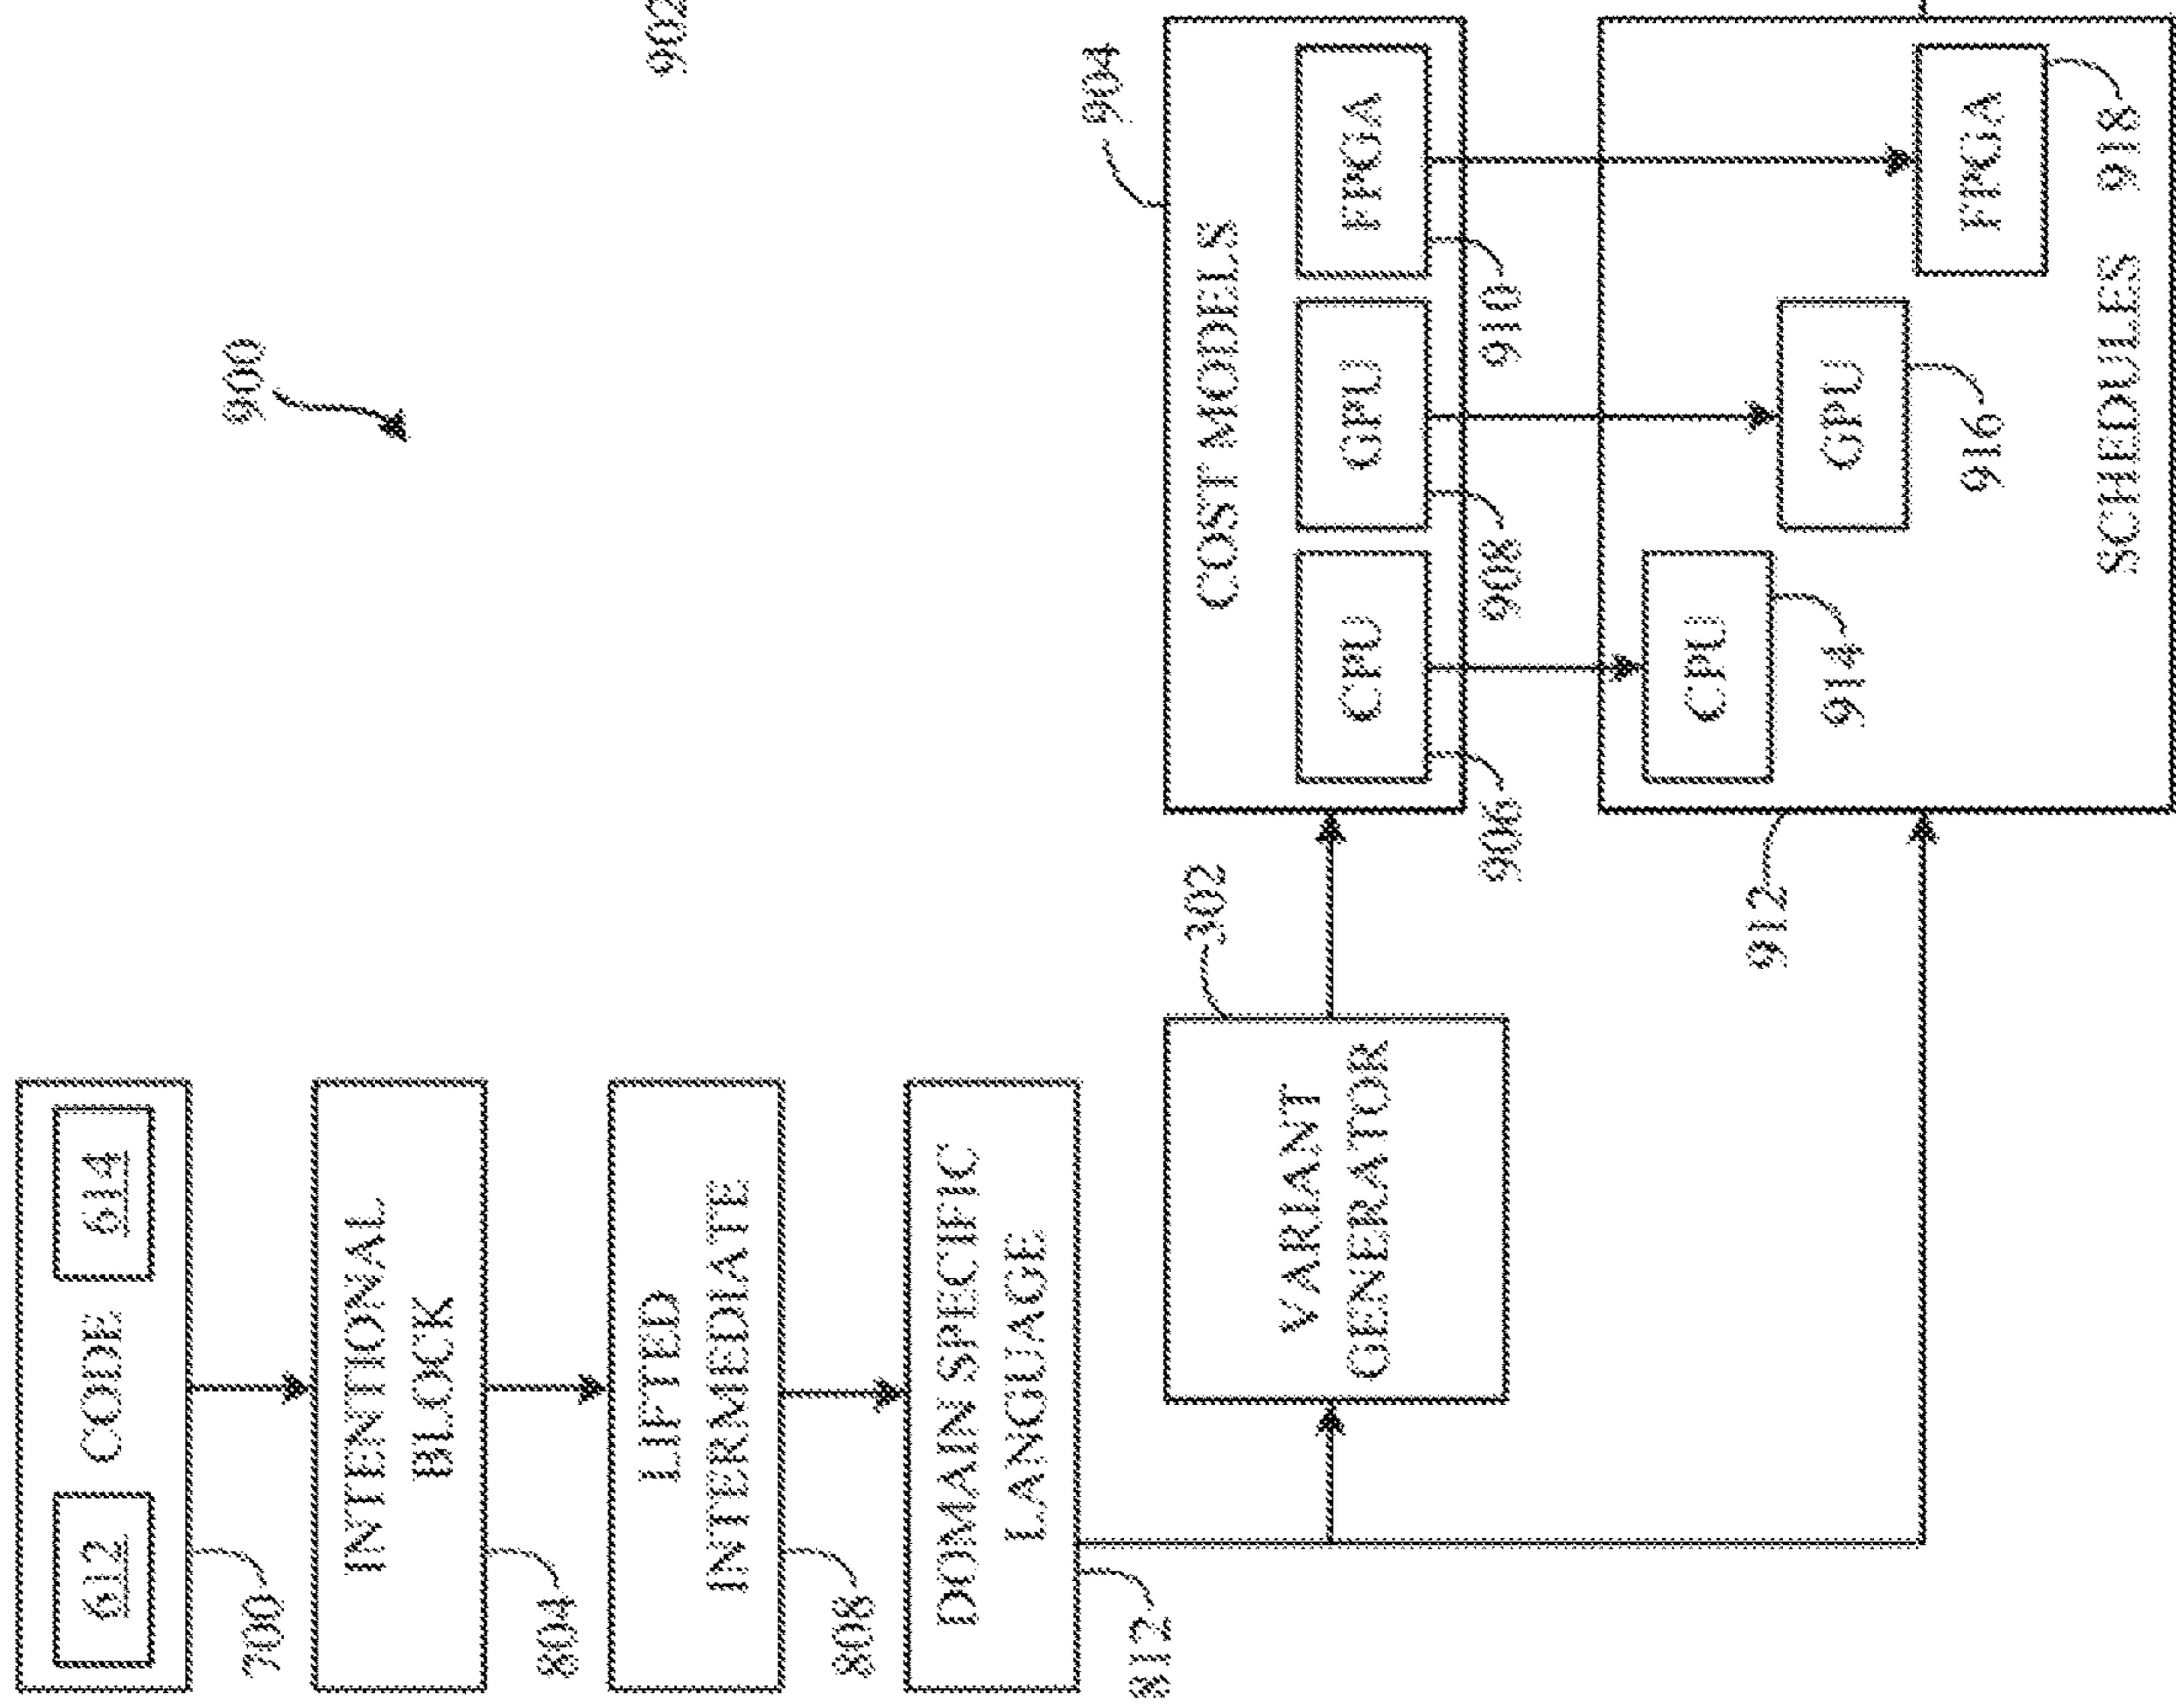 900
902
612
CODE
614
700
INTENTIONAL
BLOCK
804
LIFTED
INTERMEDIATE
808
DOMAIN SPECIFIC
LANGUAGE
812
VARIANT
GENERATOR
302
904
COST MODELS
CPU
GPU
FPGA
906
908
910
912
CPU
914
GPU
916
FPGA
918
SCHEDULES